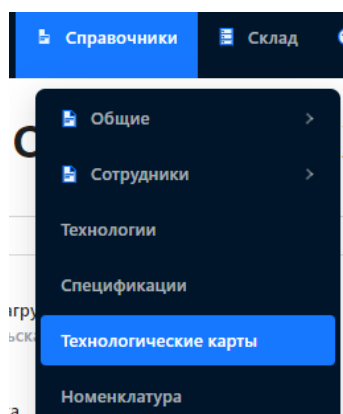 Справочники Склад
Общие
Сотрудники
Технологии
Спецификации
Технологические карты
Номенклатура